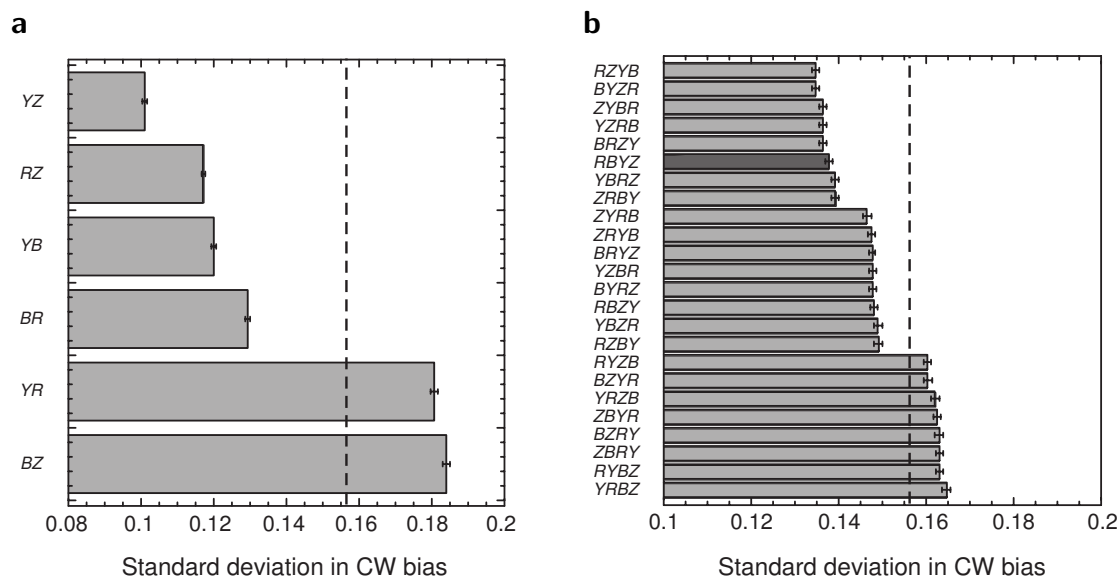 a
YZ
RZ
YB
BR
YR
BZ
0.08 0.1 0.12 0.14 0.16 0.18 0.2
Standard deviation in CW bias
b
RZYB
BYZR
ZYBR
YZRB
BRZY
RBYZ
YBRZ
ZRBY
ZYRB
ZRYB
BRYZ
YZBR
BYRZ
RBZY
YBZR
RZBY
RYZB
BZYR
YRZB
ZBYR
BZRY
ZBRY
RYBZ
YRBZ
0.1 0.12 0.14 0.16 0.18 0.2
Standard deviation in CW bias